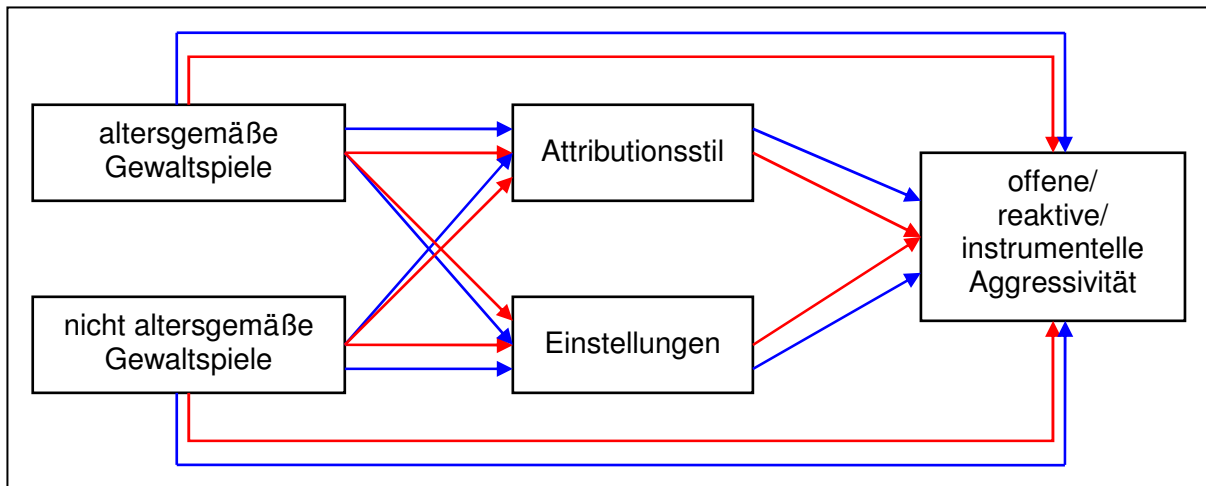 altersgemäße
Gewaltspiele
Attributionsstil
offene/
reaktive/
instrumentelle
Aggressivität
nicht altersgemäße
Gewaltspiele
Einstellungen